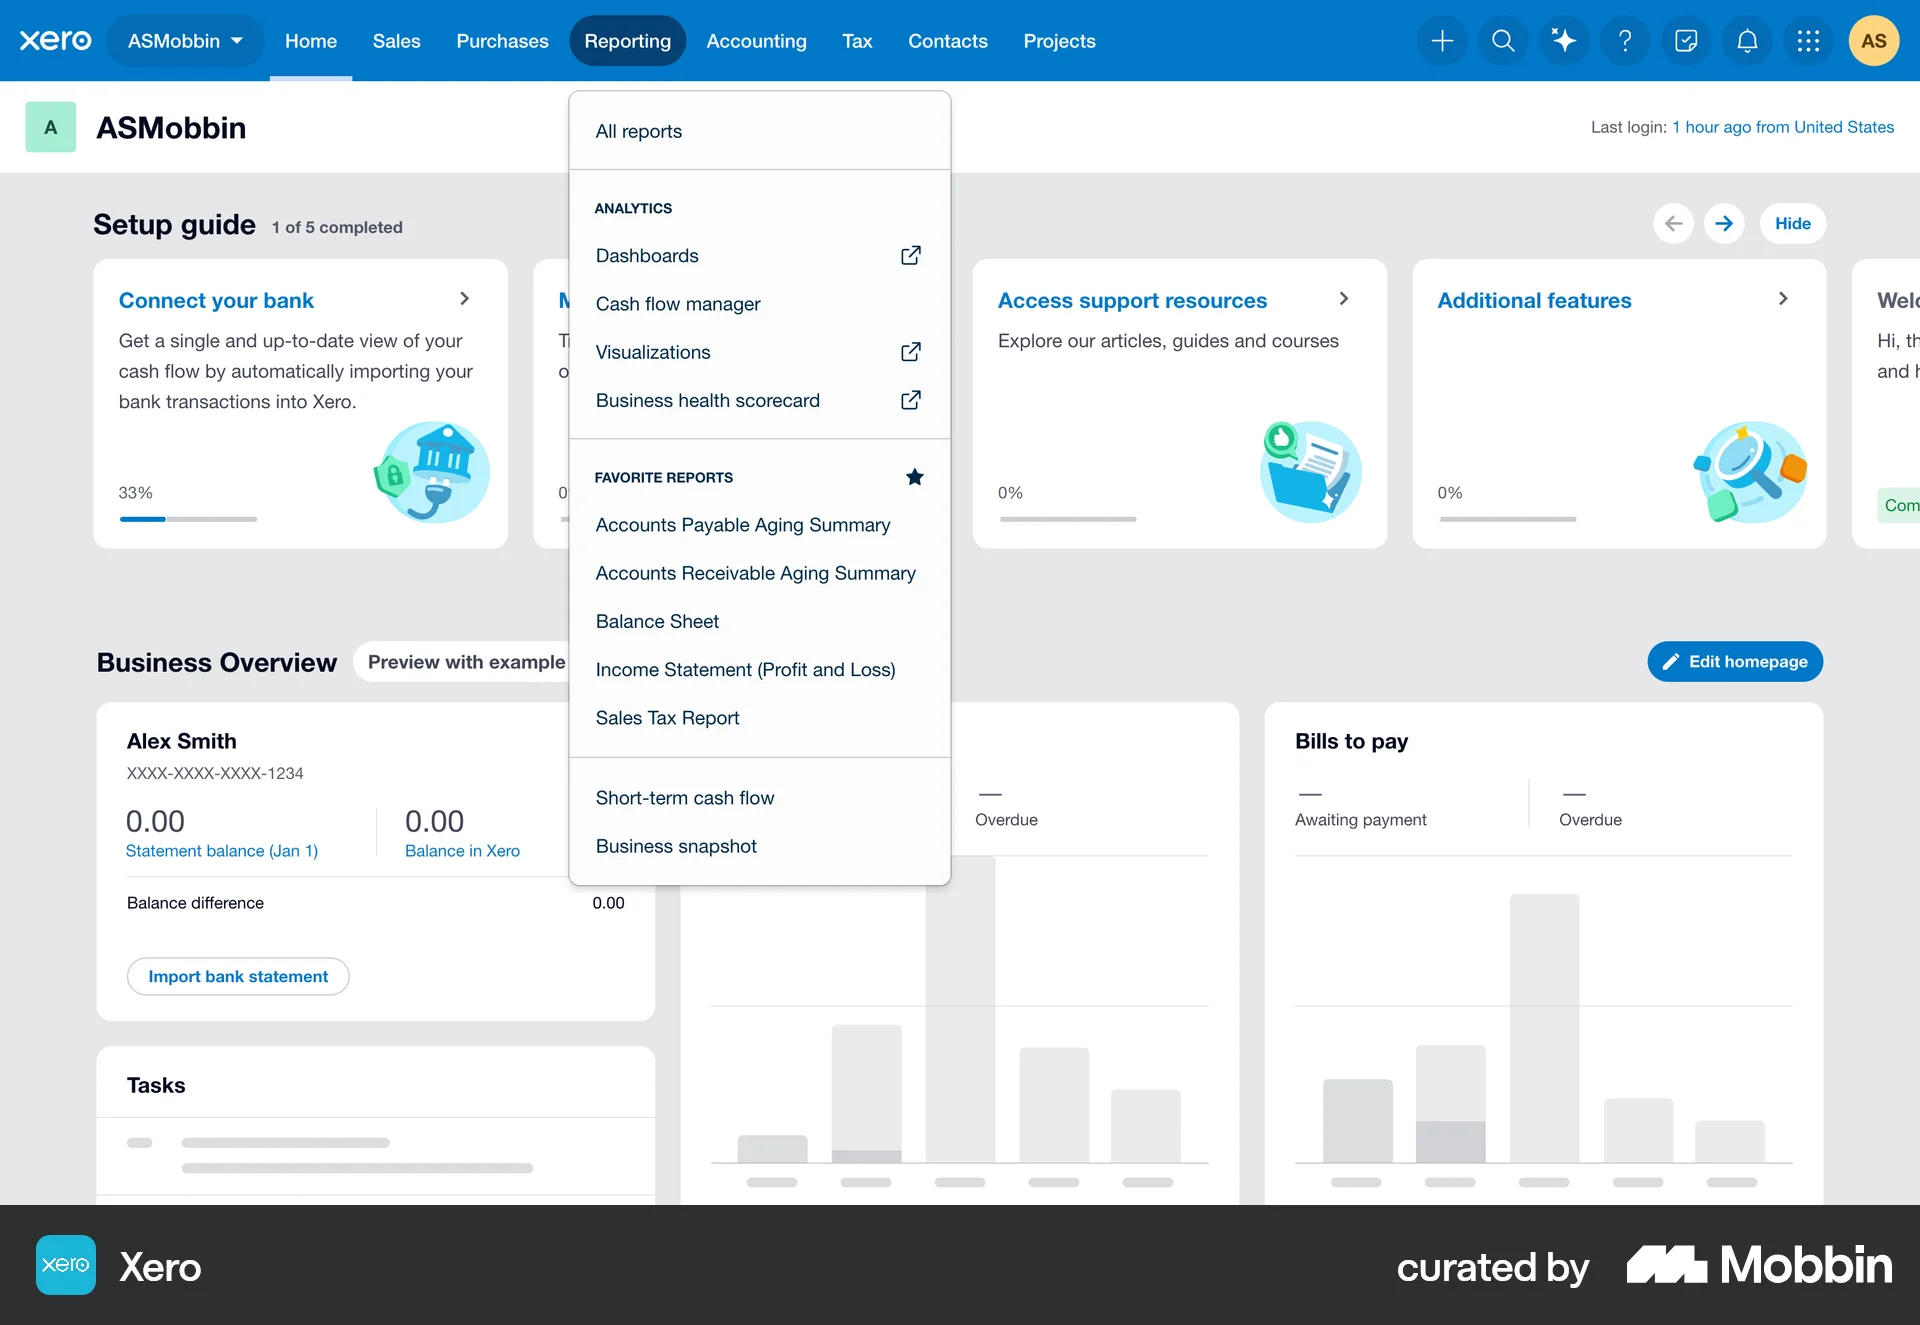 xero
ASMobbin
Home
Sales
Purchases
Reporting
Accounting
Tax
Contacts
Projects
?
AS
A
ASMobbin
Last login: 1 hour ago from United States
All reports
ANALYTICS
Dashboards
Cash flow manager
Visualizations
Business health scorecard
FAVORITE REPORTS
Accounts Payable Aging Summary
Accounts Receivable Aging Summary
Balance Sheet
Income Statement (Profit and Loss)
Sales Tax Report
Short-term cash flow
Business snapshot
Setup guide
1 of 5 completed
Hide
Connect your bank
Get a single and up-to-date view of your
cash flow by automatically importing your
bank transactions into Xero.
33%
Access support resources
Explore our articles, guides and courses
0%
Additional features
0%
Hi, th
Business Overview
Preview with example
Edit homepage
Alex Smith
XXXX-XXXX-XXXX-1234
0.00
Statement balance (Jan 1)
0.00
Balance in Xero
Balance difference
0.00
Import bank statement
Tasks
—
Overdue
Bills to pay
—
Awaiting payment
—
Overdue
xero
Xero
curated by
Mobbin